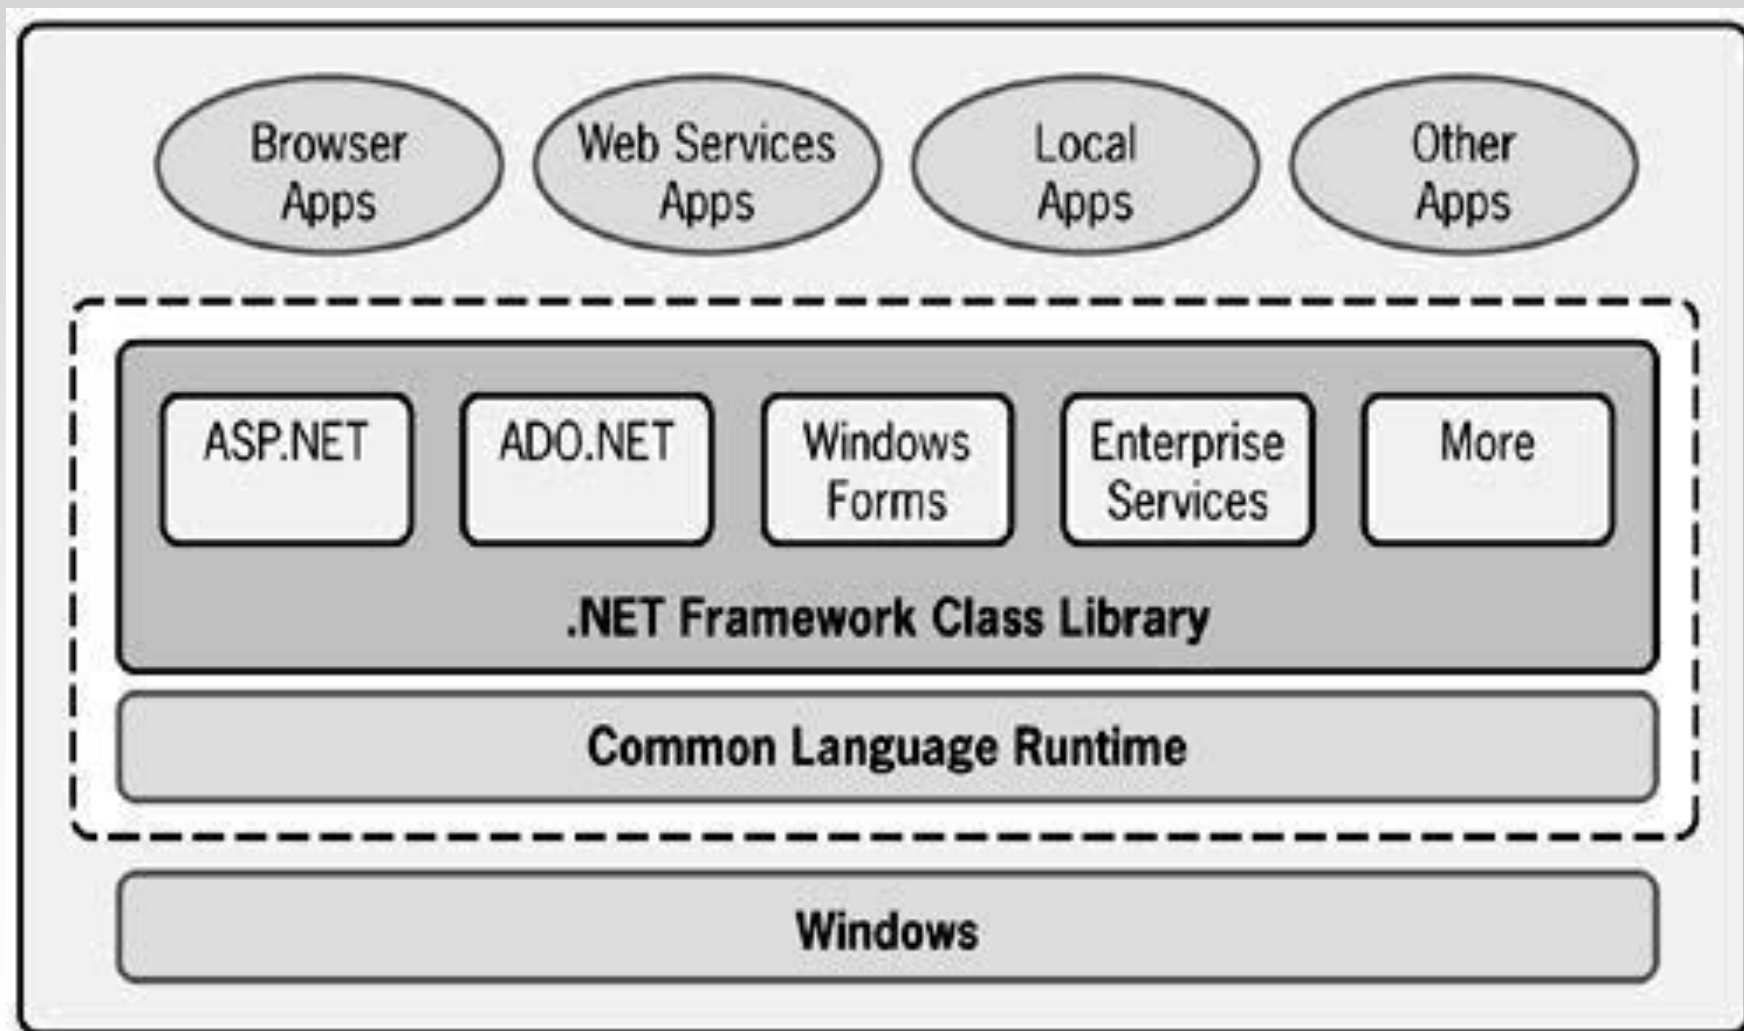 Browser
Apps
Web Services
Apps
Local
Apps
Other
Apps
ASP.NET
ADO.NET
Windows
Forms
Enterprise
Services
More
.NET Framework Class Library
Common Language Runtime
Windows